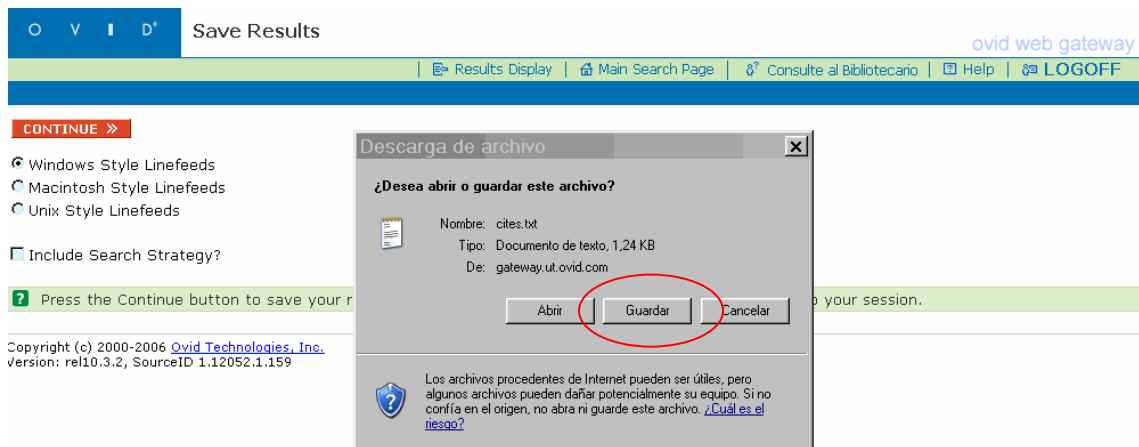 O V I D® Save Results
ovid web gateway
| Results Display | Main Search Page | Consulte al Bibliotecario | Help | LOGOFF
CONTINUE »
Windows Style Linefeeds
Macintosh Style Linefeeds
Unix Style Linefeeds
Include Search Strategy?
? Press the Continue button to save your r
your session.
Copyright (c) 2000-2006 Ovid Technologies, Inc.
Version: rel10.3.2, SourceID 1.12052.1.159
Descarga de archivo
¿Desea abrir o guardar este archivo?
Nombre: cites.txt
Tipo: Documento de texto, 1,24 KB
De: gateway.ut.ovid.com
Abrir Guardar Cancelar
Los archivos procedentes de Internet pueden ser útiles, pero
algunos archivos pueden dañar potencialmente su equipo. Si no
confía en el origen, no abra ni guarde este archivo. ¿Cuál es el
riesgo?